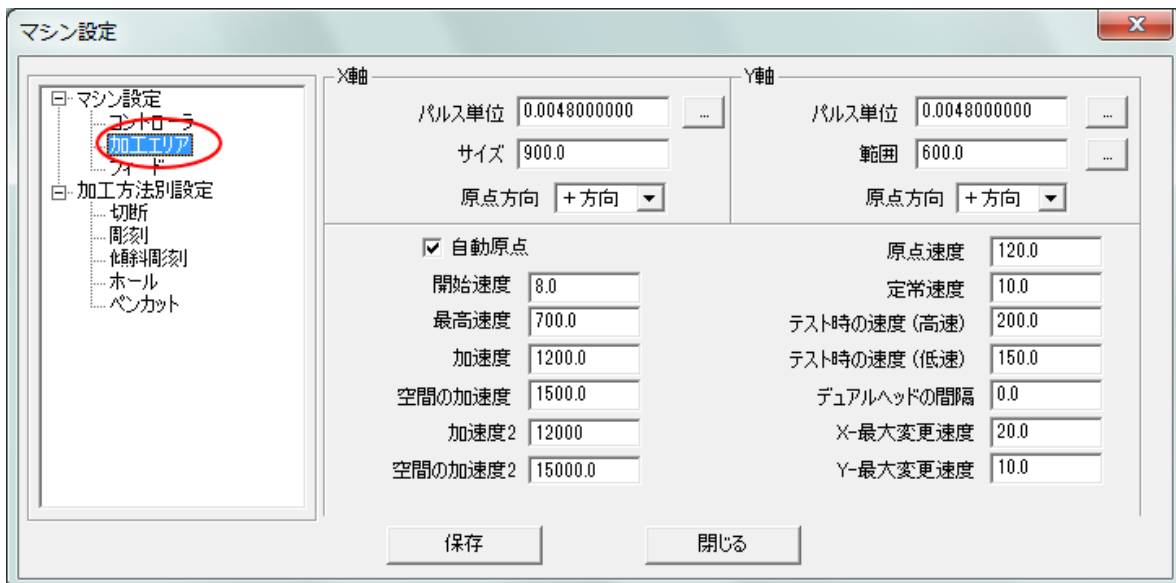 マシン設定
マシン設定
コントローラ
加工エリア
フィード
加工方法別設定
切断
彫刻
傾斜彫刻
ホール
ペンカット
X軸
パルス単位 0.0048000000 ...
サイズ 900.0
原点方向 +方向
Y軸
パルス単位 0.0048000000 ...
範囲 600.0 ...
原点方向 +方向
自動原点
開始速度 8.0
最高速度 700.0
加速度 1200.0
空間の加速度 1500.0
加速度2 12000
空間の加速度2 15000.0
原点速度 120.0
定常速度 10.0
テスト時の速度 (高速) 200.0
テスト時の速度 (低速) 150.0
デュアルヘッドの間隔 0.0
X-最大変更速度 20.0
Y-最大変更速度 10.0
保存
閉じる